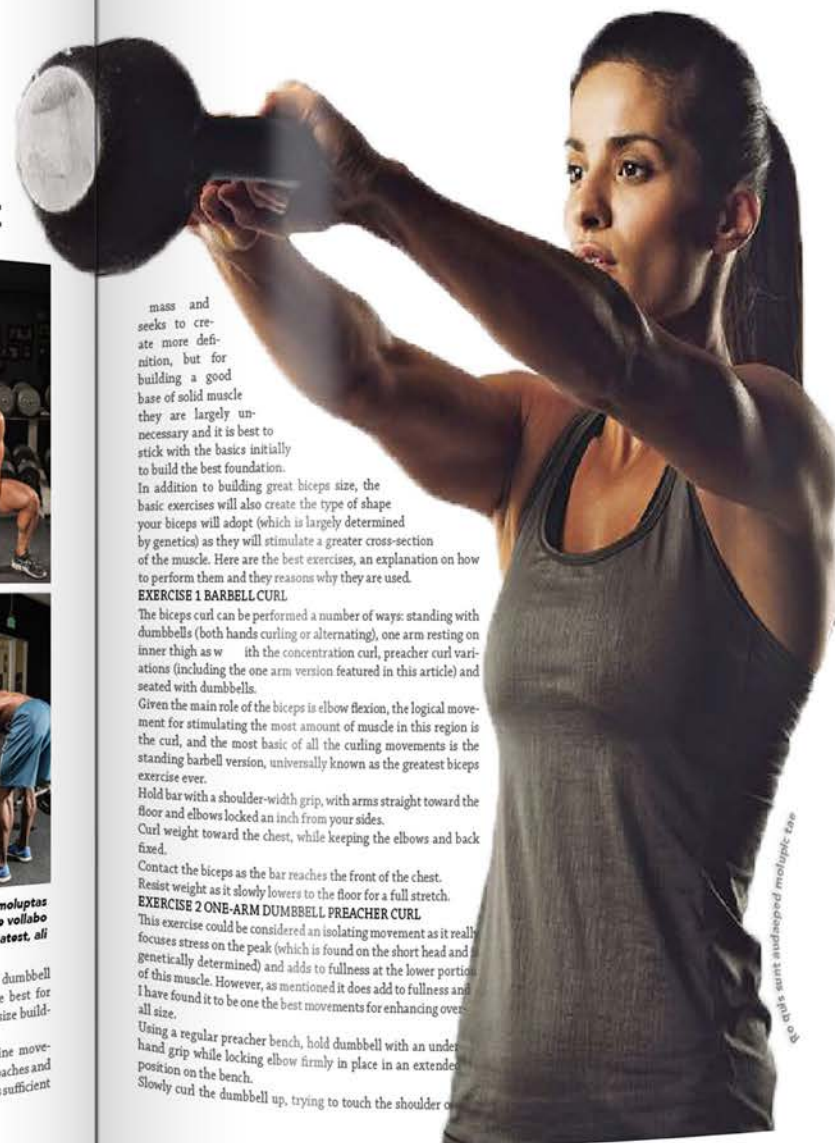 moluptas
vollabo
atest, ali
dumbbell
e best for
size build-
ine move-
oaches and
sufficient
mass and
seeks to cre-
ate more defi-
nition, but for
building a good
base of solid muscle
they are largely un-
necessary and it is best to
stick with the basics initially
to build the best foundation.
In addition to building great biceps size, the
basic exercises will also create the type of shape
your biceps will adopt (which is largely determined
by genetics) as they will stimulate a greater cross-section
of the muscle. Here are the best exercises, an explanation on how
to perform them and they reasons why they are used.
EXERCISE 1 BARBELL CURL
The biceps curl can be performed a number of ways: standing with
dumbbells (both hands curling or alternating), one arm resting on
inner thigh as w ith the concentration curl, preacher curl vari-
ations (including the one arm version featured in this article) and
seated with dumbbells.
Given the main role of the biceps is elbow flexion, the logical move-
ment for stimulating the most amount of muscle in this region is
the curl, and the most basic of all the curling movements is the
standing barbell version, universally known as the greatest biceps
exercise ever.
Hold bar with a shoulder-width grip, with arms straight toward the
floor and elbows locked an inch from your sides.
Curl weight toward the chest, while keeping the elbows and back
fixed.
Contact the biceps as the bar reaches the front of the chest.
Resist weight as it slowly lowers to the floor for a full stretch.
EXERCISE 2 ONE-ARM DUMBBELL PREACHER CURL
This exercise could be considered an isolating movement as it reall
focuses stress on the peak (which is found on the short head and
genetically determined) and adds to fullness at the lower portio
of this muscle. However, as mentioned it does add to fullness and
I have found it to be one the best movements for enhancing over-
all size.
Using a regular preacher bench, hold dumbbell with an under
hand grip while locking elbow firmly in place in an extende
position on the bench.
Slowly curl the dumbbell up, trying to touch the shoulder o
Ro quis sunt audaeped molupic tae